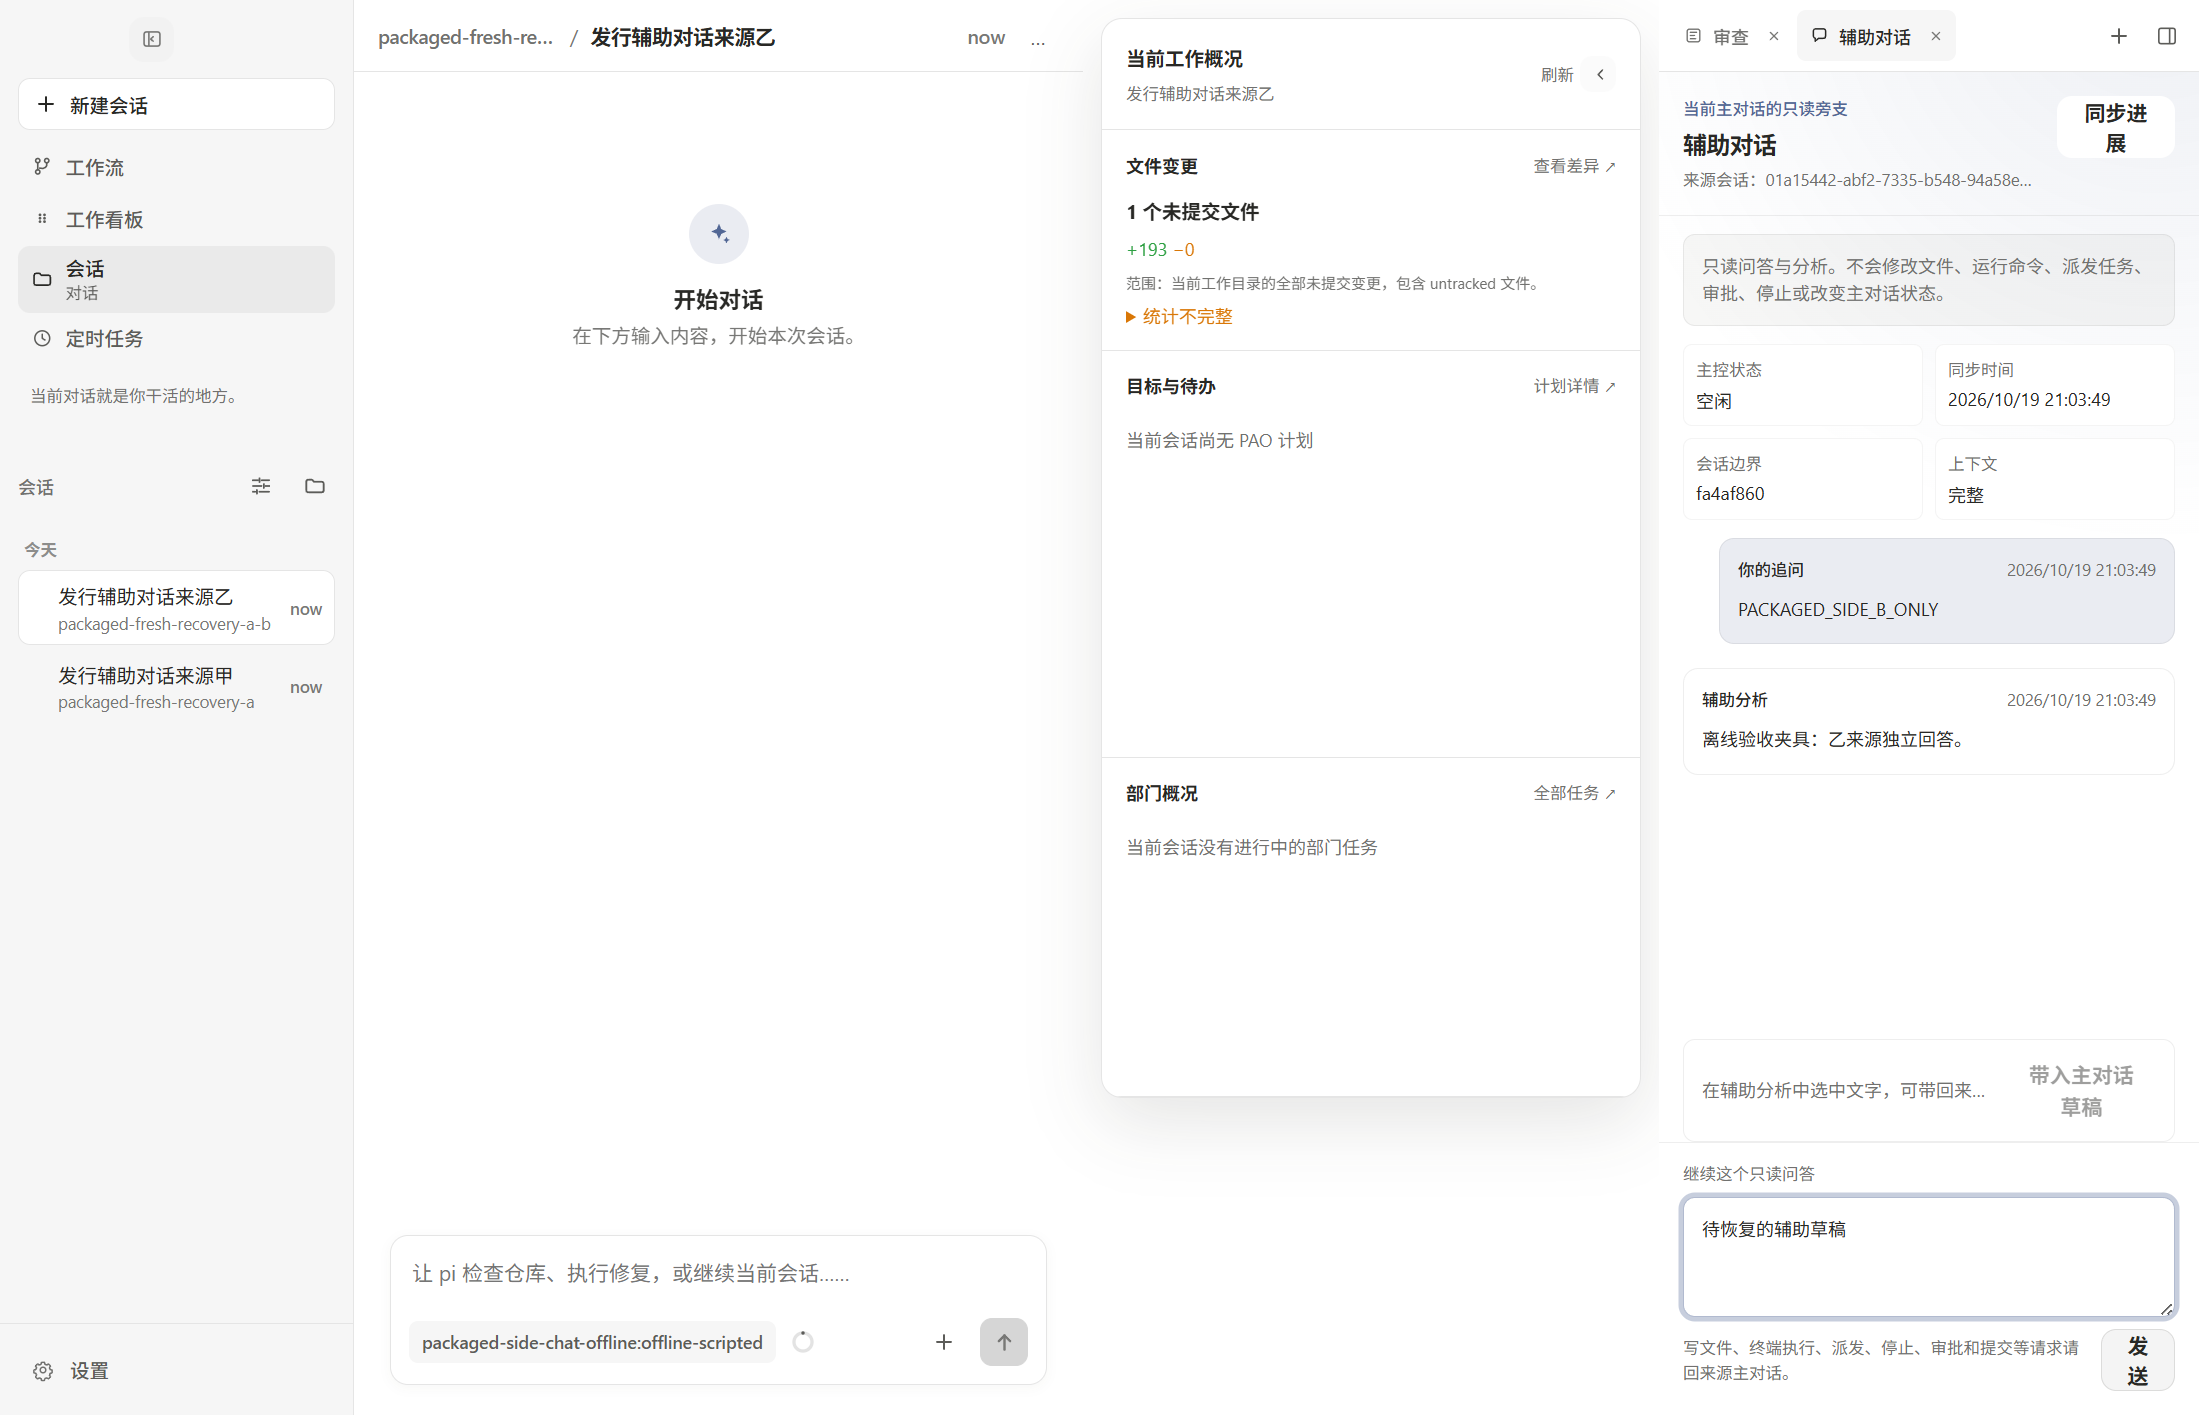 新建会话
工作流
工作看板
会话
对话
定时任务
当前对话就是你干活的地方。
会话
今天
发行辅助对话来源乙
packaged-fresh-recovery-a-b
now
发行辅助对话来源甲
packaged-fresh-recovery-a
now
设置
packaged-fresh-re... / 发行辅助对话来源乙
now
...
开始对话
在下方输入内容，开始本次会话。
让 pi 检查仓库、执行修复，或继续当前会话......
packaged-side-chat-offline:offline-scripted
当前工作概况
发行辅助对话来源乙
刷新
文件变更
查看差异 ↗
1 个未提交文件
+193 −0
范围：当前工作目录的全部未提交变更，包含 untracked 文件。
▶ 统计不完整
目标与待办
计划详情 ↗
当前会话尚无 PAO 计划
部门概况
全部任务 ↗
当前会话没有进行中的部门任务
审查 ×
辅助对话 ×
当前主对话的只读旁支
辅助对话
来源会话：01a15442-abf2-7335-b548-94a58e...
同步进
展
只读问答与分析。不会修改文件、运行命令、派发任务、
审批、停止或改变主对话状态。
主控状态
空闲
同步时间
2026/10/19 21:03:49
会话边界
fa4af860
上下文
完整
你的追问
2026/10/19 21:03:49
PACKAGED_SIDE_B_ONLY
辅助分析
2026/10/19 21:03:49
离线验收夹具：乙来源独立回答。
在辅助分析中选中文字，可带回来...
带入主对话
草稿
继续这个只读问答
待恢复的辅助草稿
写文件、终端执行、派发、停止、审批和提交等请求请
回来源主对话。
发
送